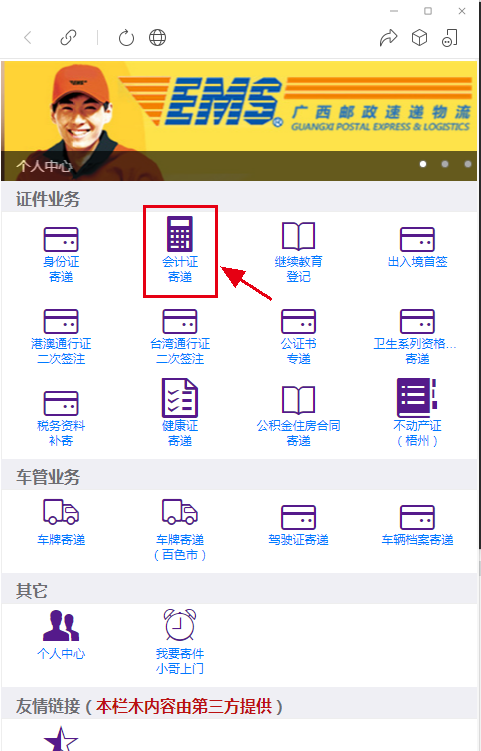 EMS®
广西邮政速递物流
GUANGXI POSTAL EXPRESS & LOGISTICS
个人中心
证件业务
身份证
寄递
会计证
寄递
继续教育
登记
出入境首签
港澳通行证
二次签注
台湾通行证
二次签注
公证书
专递
卫生系列资格...
寄递
税务资料
补寄
健康证
寄递
公积金住房合同
寄递
不动产证
（梧州）
车管业务
车牌寄递
车牌寄递
（百色市）
驾驶证寄递
车辆档案寄递
其它
个人中心
我要寄件
小哥上门
友情链接（本栏木内容由第三方提供）